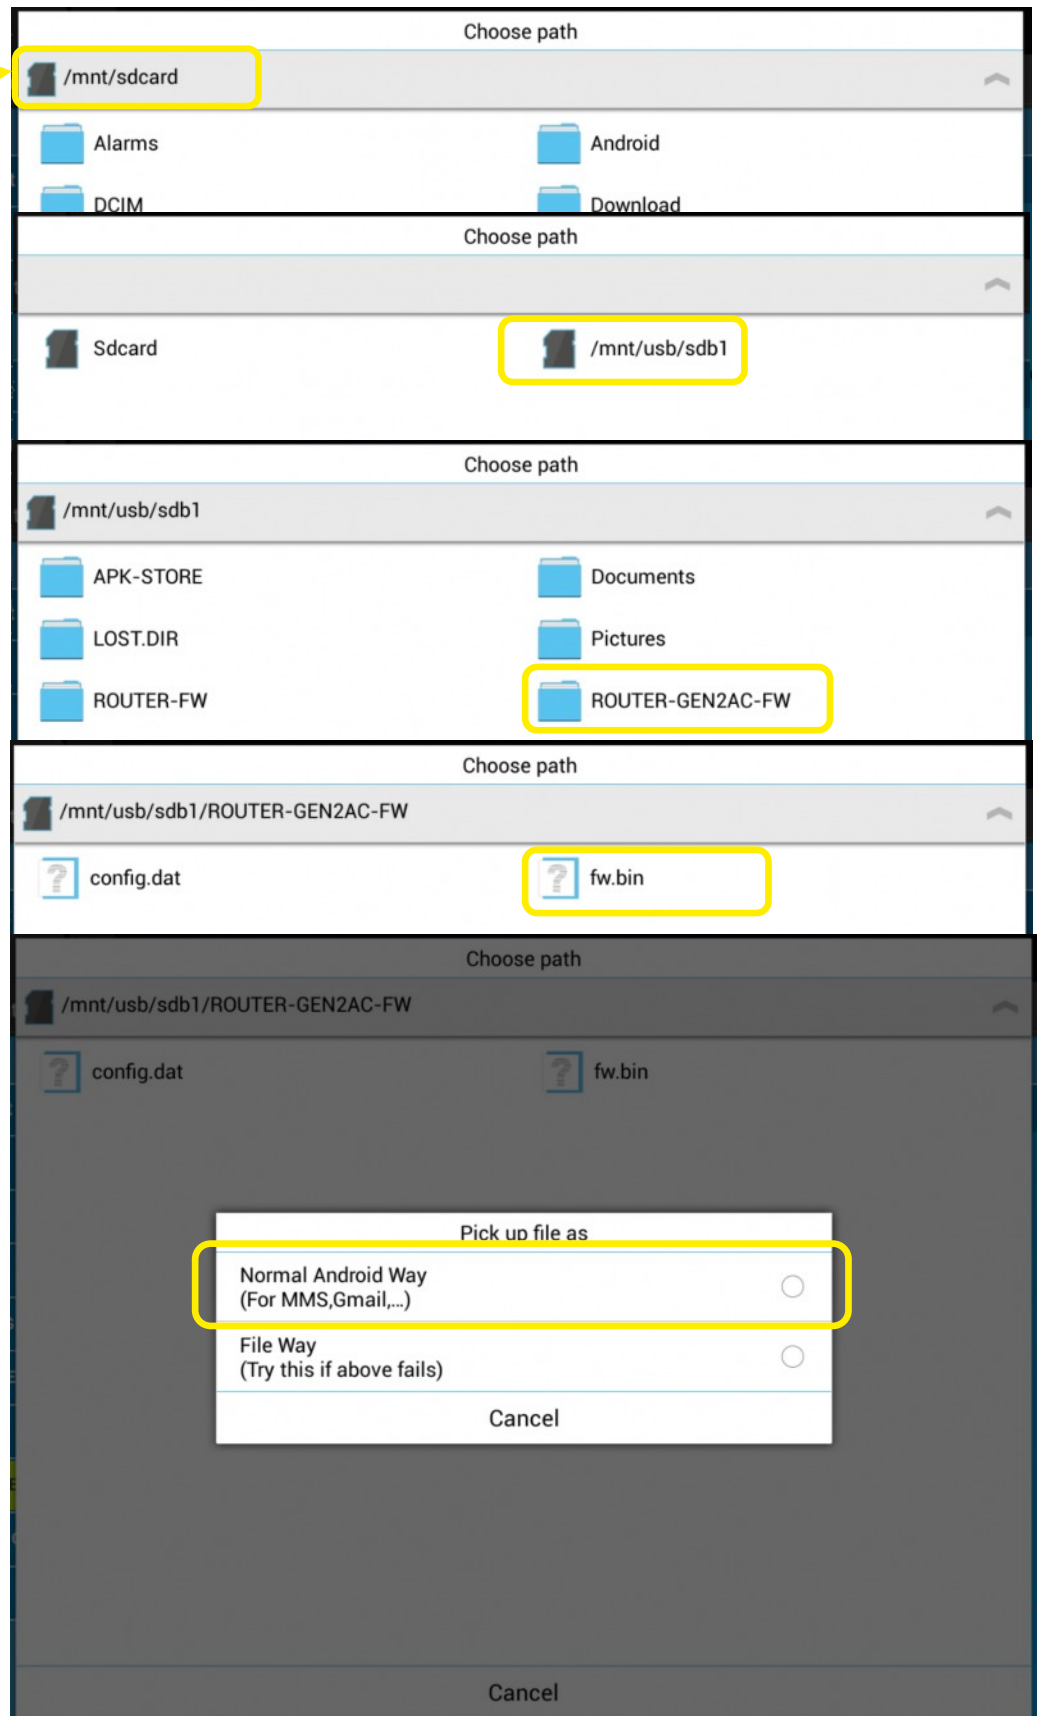 Choose path
/mnt/sdcard
Alarms
Android
DCIM
Download
Choose path
Sdcard
/mnt/usb/sdb1
Choose path
/mnt/usb/sdb1
APK-STORE
Documents
LOST.DIR
Pictures
ROUTER-FW
ROUTER-GEN2AC-FW
Choose path
/mnt/usb/sdb1/ROUTER-GEN2AC-FW
config.dat
fw.bin
Choose path
/mnt/usb/sdb1/ROUTER-GEN2AC-FW
config.dat
fw.bin
Pick up file as
Normal Android Way
(For MMS,Gmail,...)
File Way
(Try this if above fails)
Cancel
Cancel